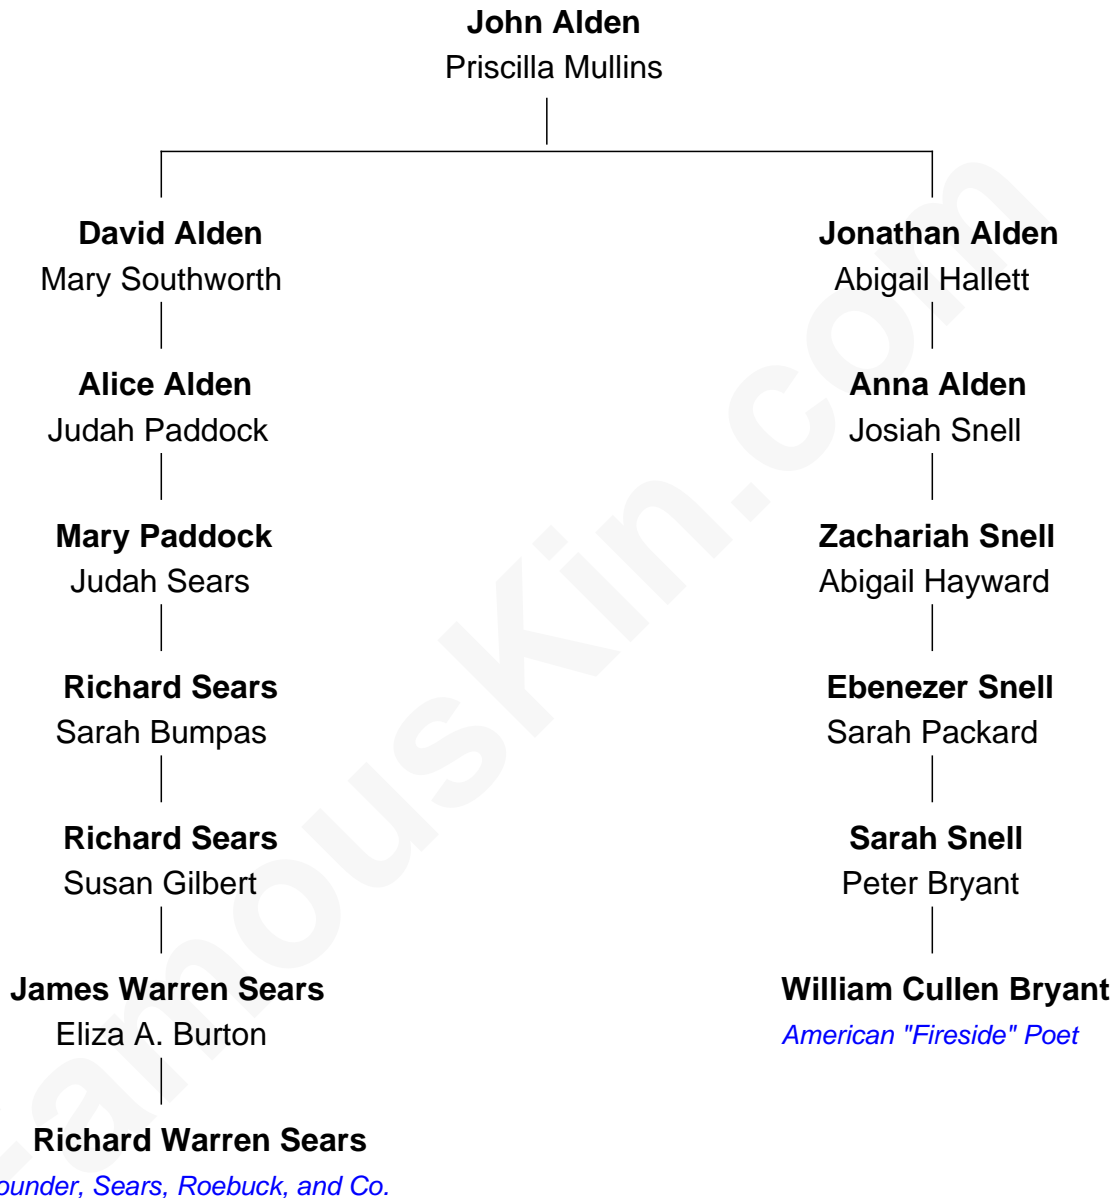 John Alden
Priscilla Mullins
David Alden
Mary Southworth
Alice Alden
Judah Paddock
Mary Paddock
Judah Sears
Richard Sears
Sarah Bumpas
Richard Sears
Susan Gilbert
James Warren Sears
Eliza A. Burton
Richard Warren Sears
ounder, Sears, Roebuck, and Co.
Jonathan Alden
Abigail Hallett
Anna Alden
Josiah Snell
Zachariah Snell
Abigail Hayward
Ebenezer Snell
Sarah Packard
Sarah Snell
Peter Bryant
William Cullen Bryant
American "Fireside" Poet
FamousKin.com